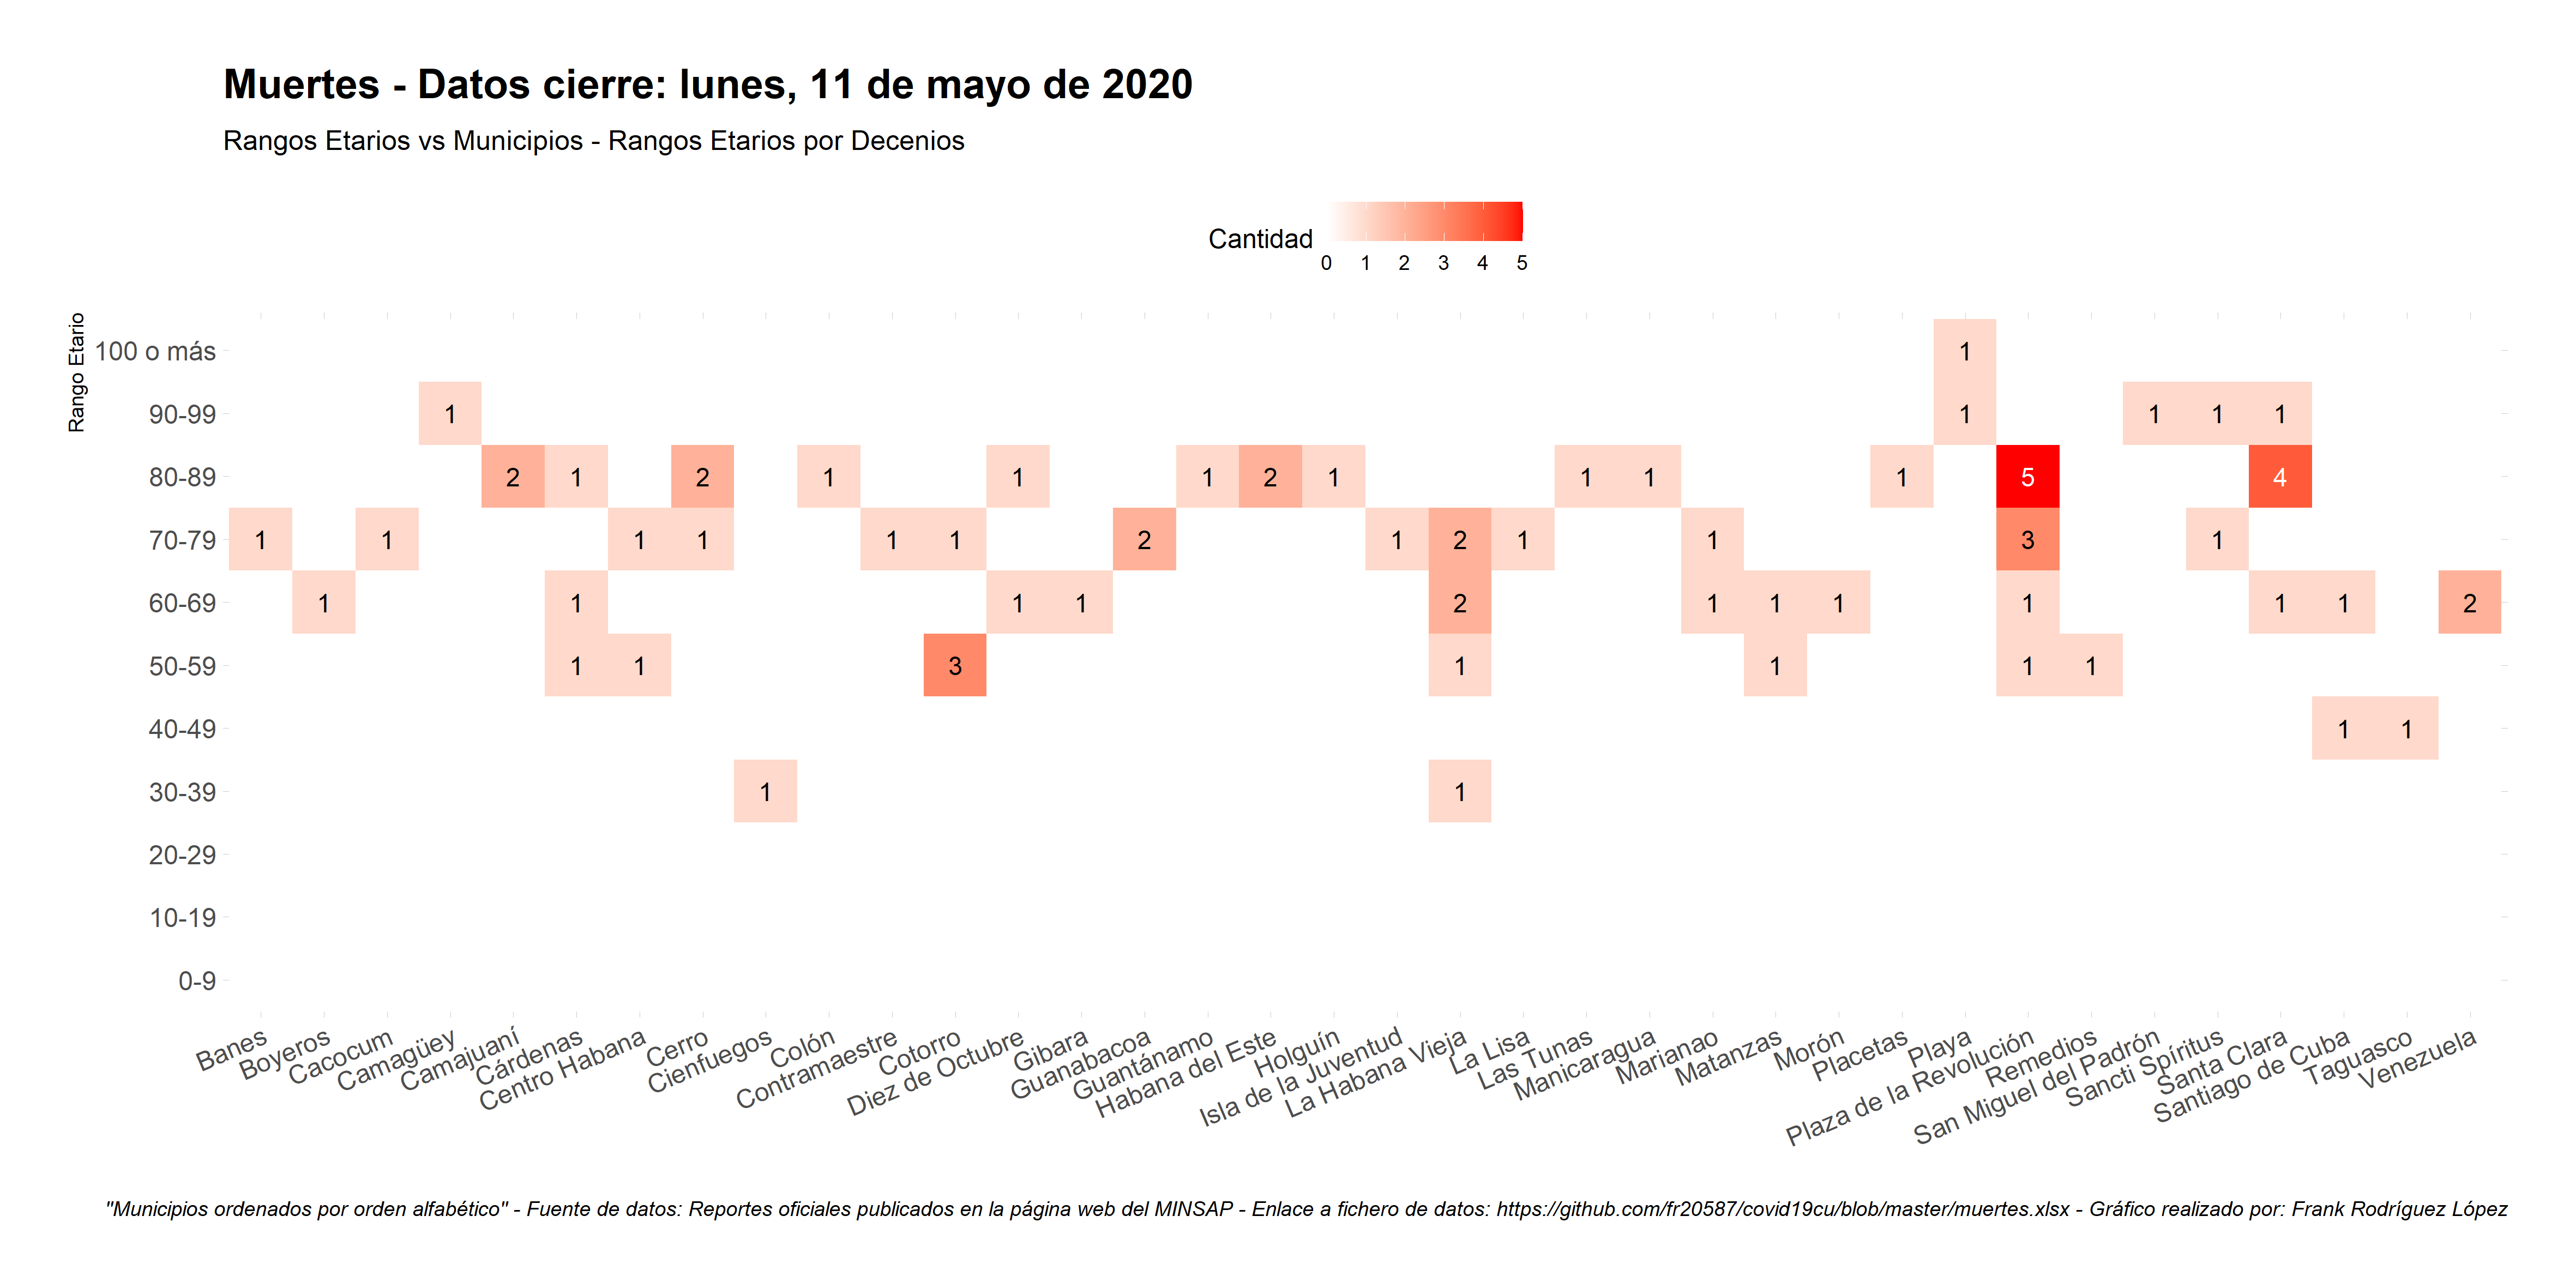 Muertes - Datos cierre: lunes, 11 de mayo de 2020
Rangos Etarios vs Municipios - Rangos Etarios por Decenios
Cantidad
0 1 2 3 4 5
Rango Etario
100 o más 1
90-99 1 1 1 1 1
80-89 2 1 2 1 1 1 2 1 1 1 1 5 4
70-79 1 1 1 1 1 1 2 1 2 1 1 3 1
60-69 1 1 1 1 2 1 1 1 1 1 1 2
50-59 1 1 3 1 1 1 1
40-49 1 1
30-39 1 1
20-29
10-19
0-9
Banes
Boyeros
Cacocum
Camagüey
Camajuaní
Cárdenas
Centro Habana
Cerro
Cienfuegos
Colón
Contramaestre
Cotorro
Diez de Octubre
Gibara
Guanabacoa
Guantánamo
Habana del Este
Holguín
Isla de la Juventud
La Habana Vieja
La Lisa
Las Tunas
Manicaragua
Marianao
Matanzas
Morón
Placetas
Playa
Plaza de la Revolución
Remedios
San Miguel del Padrón
Sancti Spíritus
Santa Clara
Santiago de Cuba
Taguasco
Venezuela
"Municipios ordenados por orden alfabético" - Fuente de datos: Reportes oficiales publicados en la página web del MINSAP - Enlace a fichero de datos: https://github.com/fr20587/covid19cu/blob/master/muertes.xlsx - Gráfico realizado por: Frank Rodríguez López